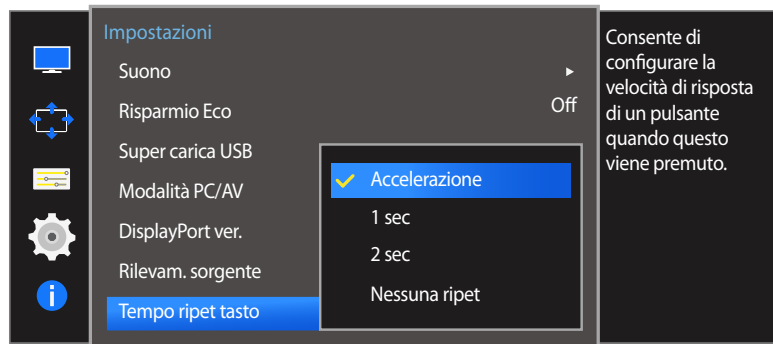 Impostazioni
Suono
Risparmio Eco Off
Super carica USB
Modalità PC/AV
DisplayPort ver.
Rilevam. sorgente
Tempo ripet tasto
Accelerazione
1 sec
2 sec
Nessuna ripet
Consente di
configurare la
velocità di risposta
di un pulsante
quando questo
viene premuto.